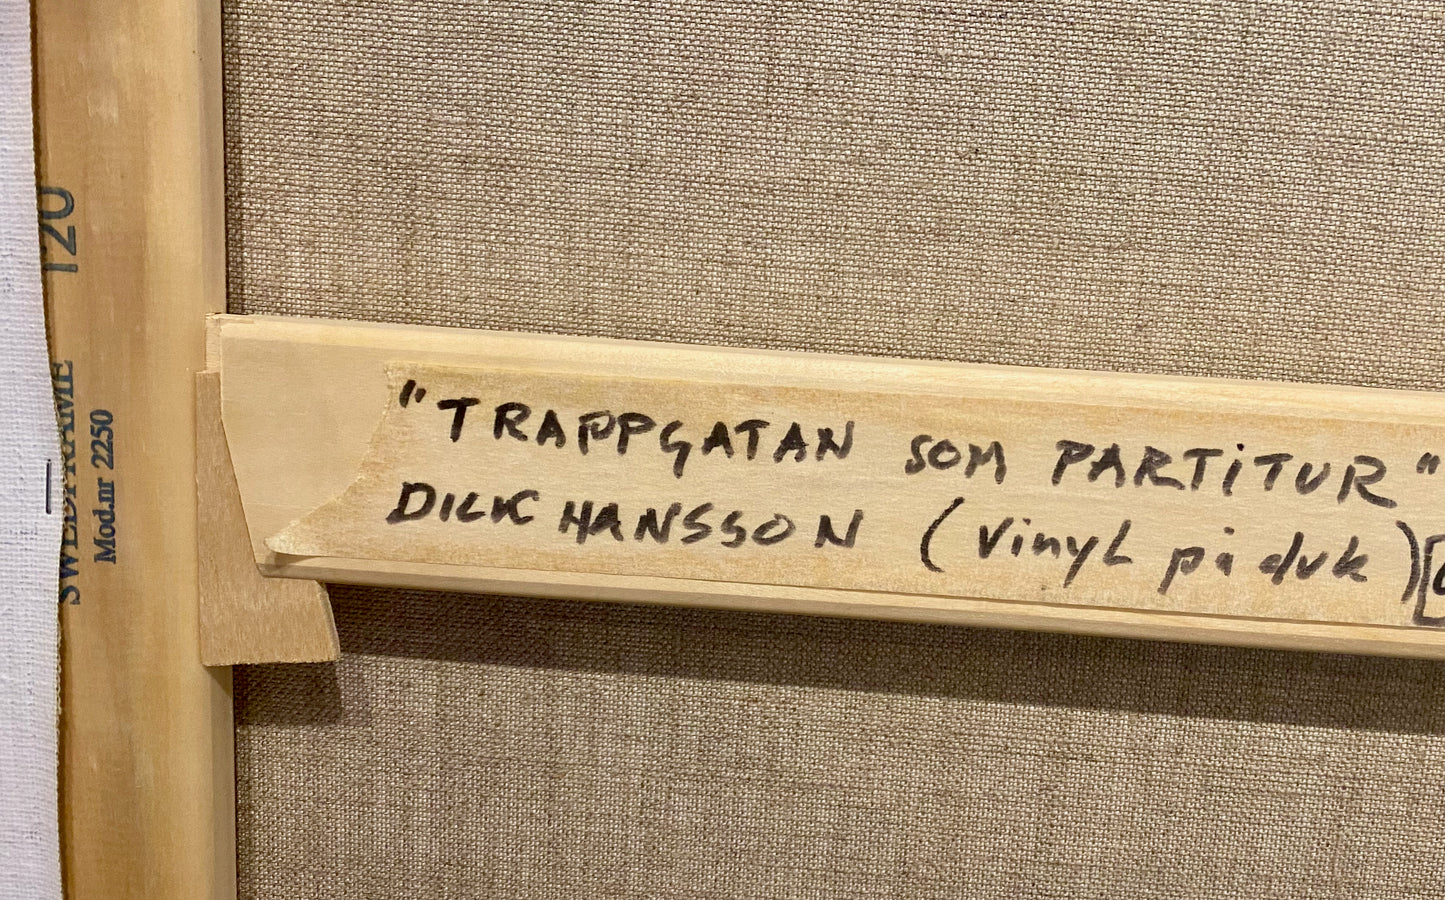 "TRAPPGATAN SOM PARTiTUR"
DICK HANSSON (Vinyl på duk)
120
SWEDFRAME
Mod.nr 2250